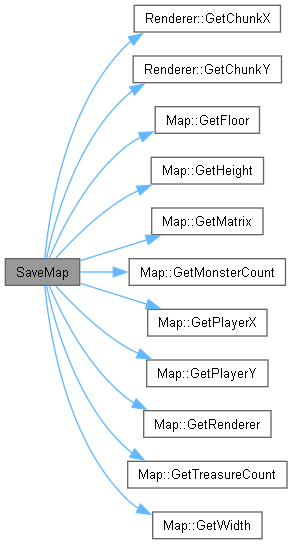 Renderer::GetChunkX
Renderer::GetChunkY
Map::GetFloor
Map::GetHeight
Map::GetMatrix
SaveMap
Map::GetMonsterCount
Map::GetPlayerX
Map::GetPlayerY
Map::GetRenderer
Map::GetTreasureCount
Map::GetWidth